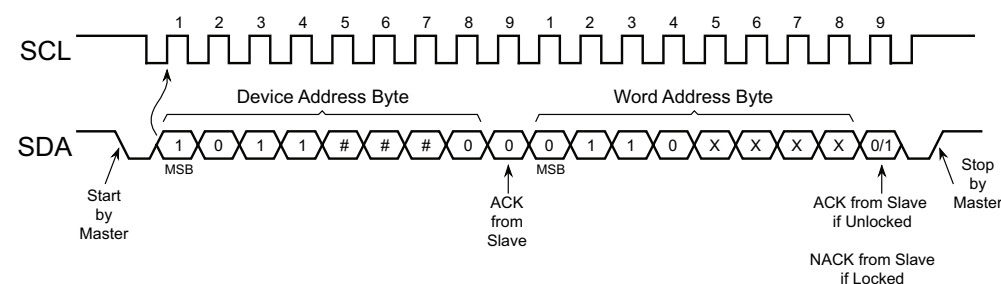 1 2 3 4 5 6 7 8 9 1 2 3 4 5 6 7 8 9
SCL
Device Address Byte Word Address Byte
SDA 1 0 1 1 # # # 0 0 0 1 1 0 X X X X 0/1
MSB MSB
Start
by
Master
ACK
from
Slave
ACK from Slave
if Unlocked
NACK from Slave
if Locked
Stop
by
Master